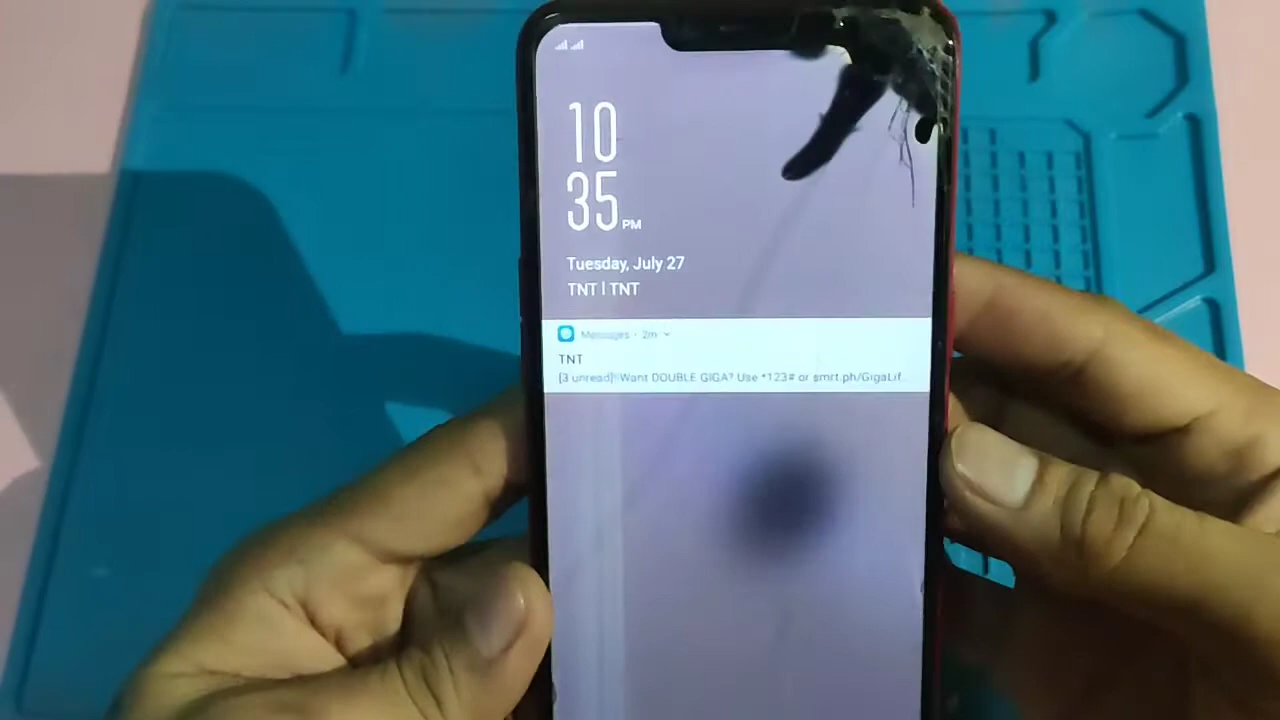 10
35 PM
Tuesday, July 27
TNT | TNT
Messages · 2m
TNT
[3 unread] Want DOUBLE GIGA? Use *123# or smrt.ph/GigaLif...